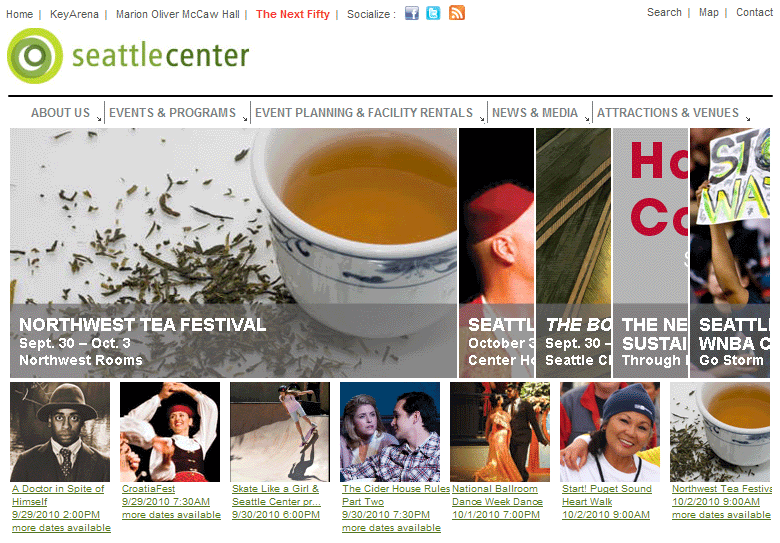 Home | KeyArena | Marion Oliver McCaw Hall | The Next Fifty | Socialize :
Search | Map | Contact
seattlecenter
ABOUT US
EVENTS & PROGRAMS
EVENT PLANNING & FACILITY RENTALS
NEWS & MEDIA
ATTRACTIONS & VENUES
NORTHWEST TEA FESTIVAL
Sept. 30 – Oct. 3
Northwest Rooms
SEATTL
October 3
Center Ho
THE BO
Sept. 30 –
Seattle
Ho
Co
THE NE
SUSTAI
Through
STO
WA
SEATTL
WNBA C
Go Storm
A Doctor in Spite of
Himself
9/29/2010 2:00PM
more dates available
CroatiaFest
9/29/2010 7:30AM
more dates available
Skate Like a Girl &
Seattle Center pr...
9/30/2010 6:00PM
The Cider House Rules
Part Two
9/30/2010 7:30PM
more dates available
National Ballroom
Dance Week Dance
10/1/2010 7:00PM
Start! Puget Sound
Heart Walk
10/2/2010 9:00AM
Northwest Tea Festiva
10/2/2010 9:00AM
more dates available